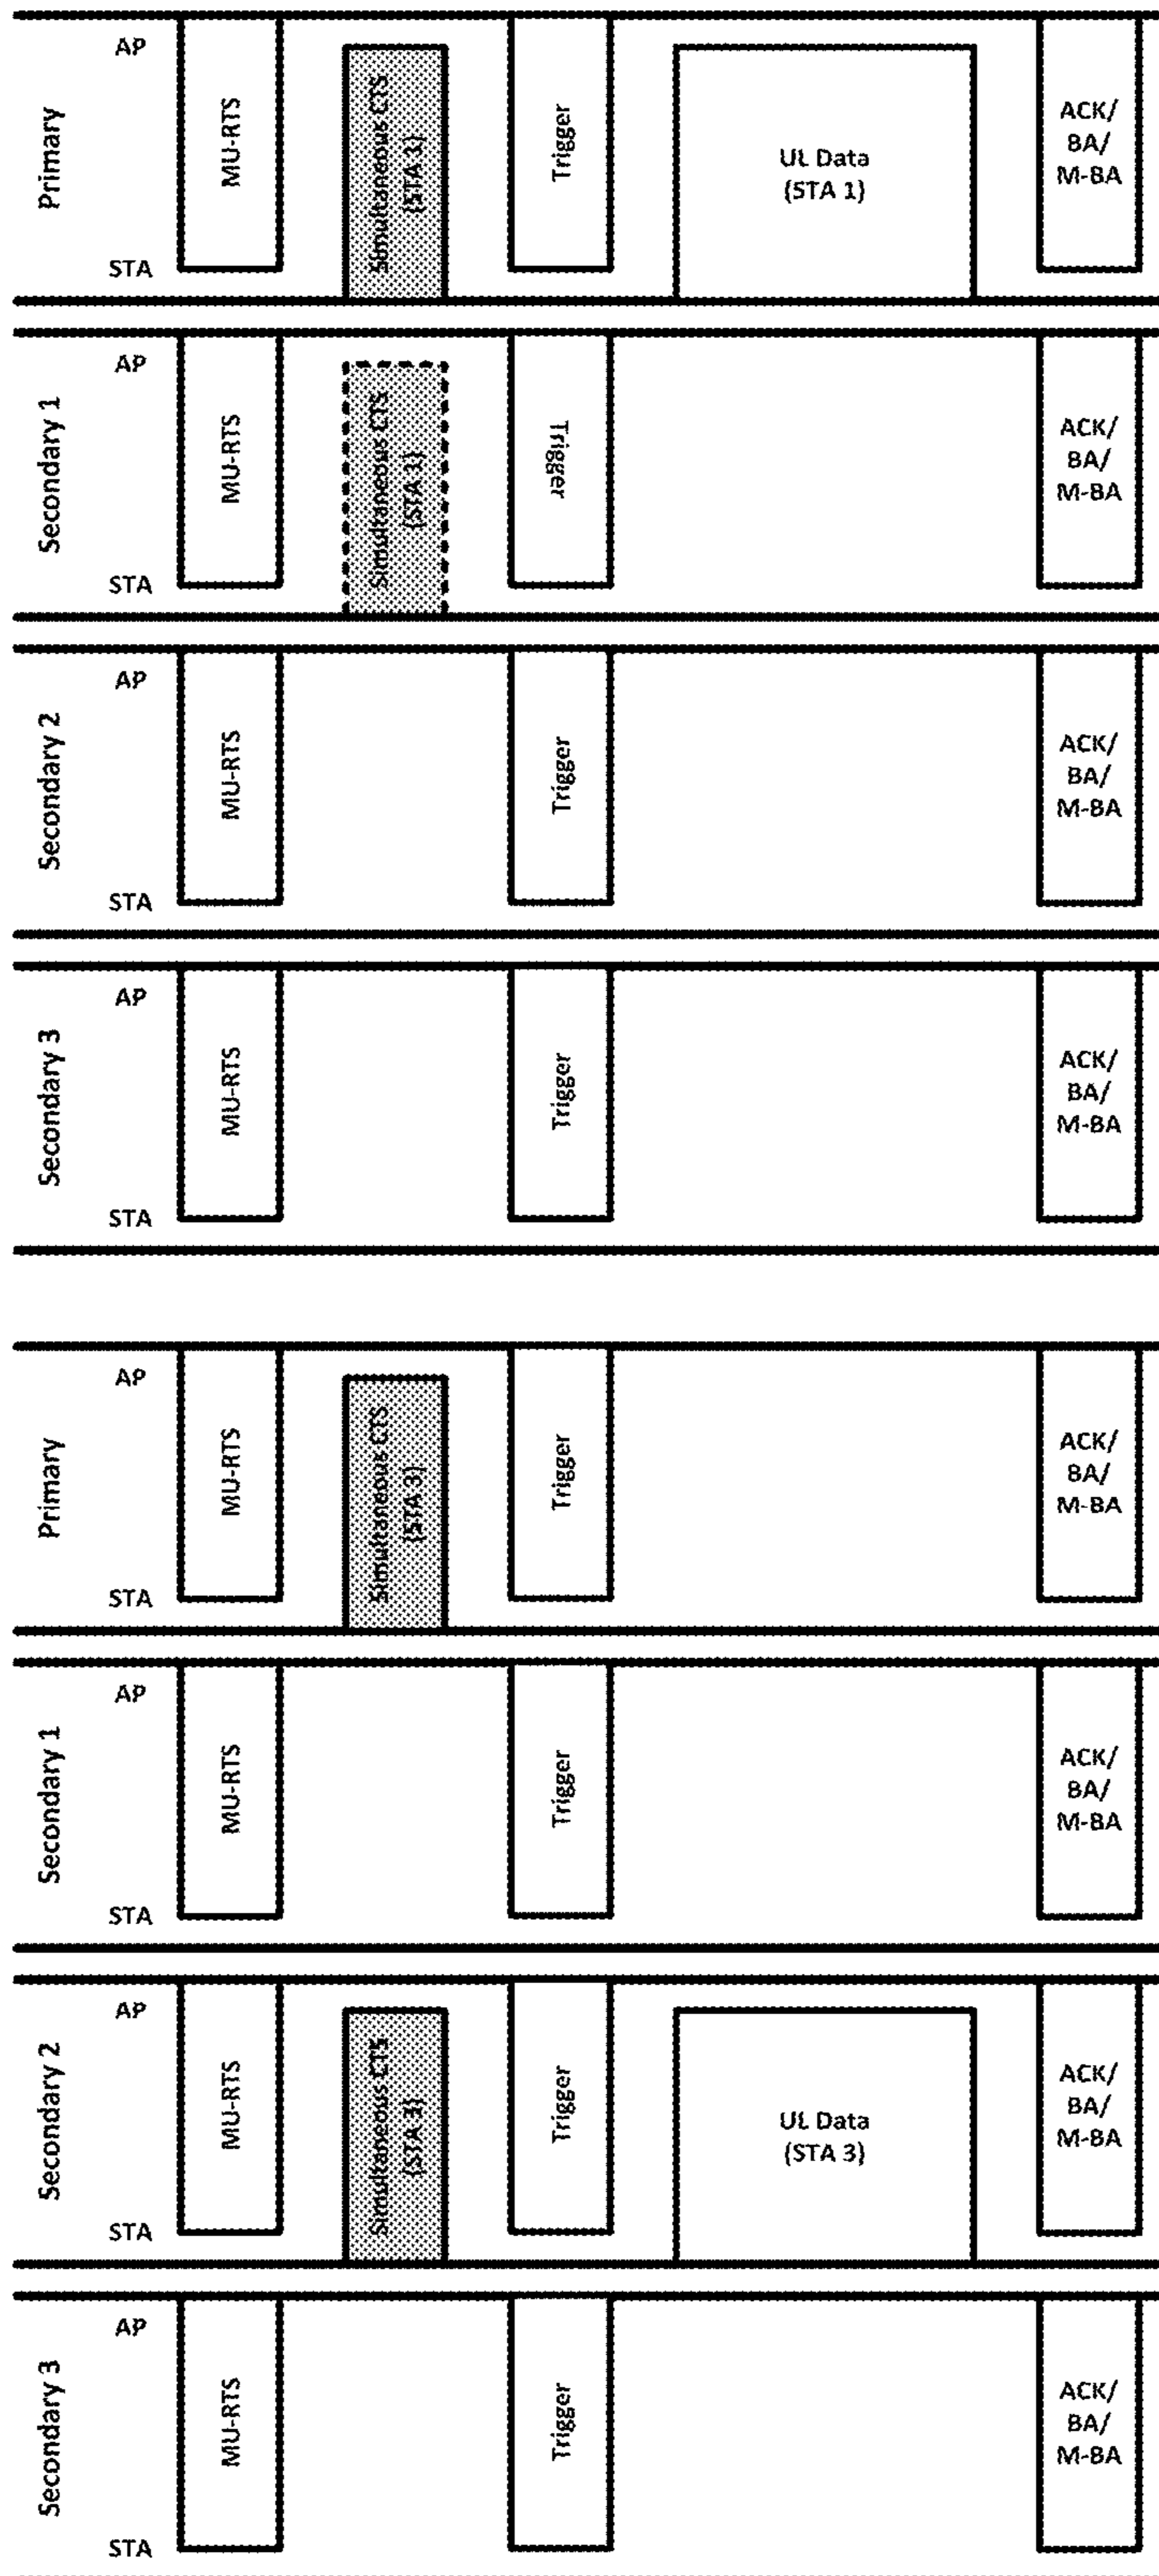 Primary
AP
STA
MU-RTS
Simultaneous CTS
(STA 1)
Trigger
UL Data
(STA 1)
ACK/
BA/
M-BA
Secondary 1
AP
STA
MU-RTS
Simultaneous CTS
(STA 1)
Trigger
ACK/
BA/
M-BA
Secondary 2
AP
STA
MU-RTS
Trigger
ACK/
BA/
M-BA
Secondary 3
AP
STA
MU-RTS
Trigger
ACK/
BA/
M-BA
Primary
AP
STA
MU-RTS
Simultaneous CTS
(STA 3)
Trigger
ACK/
BA/
M-BA
Secondary 1
AP
STA
MU-RTS
Trigger
ACK/
BA/
M-BA
Secondary 2
AP
STA
MU-RTS
Simultaneous CTS
(STA 3)
Trigger
UL Data
(STA 3)
ACK/
BA/
M-BA
Secondary 3
AP
STA
MU-RTS
Trigger
ACK/
BA/
M-BA